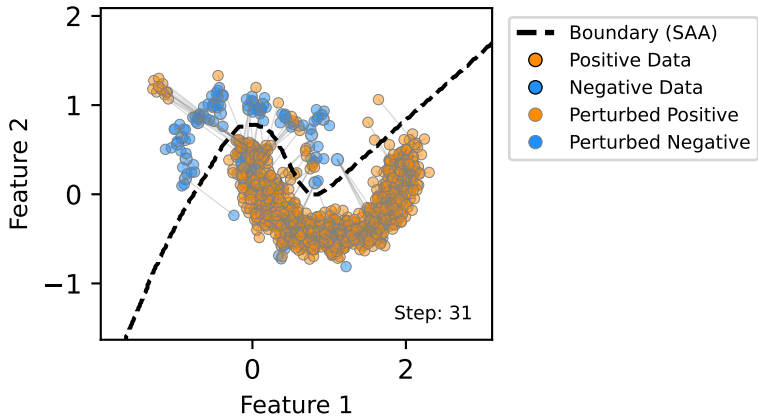 2
1
0
−1
0
2
Feature 2
Feature 1
Step: 31
Boundary (SAA)
Positive Data
Negative Data
Perturbed Positive
Perturbed Negative